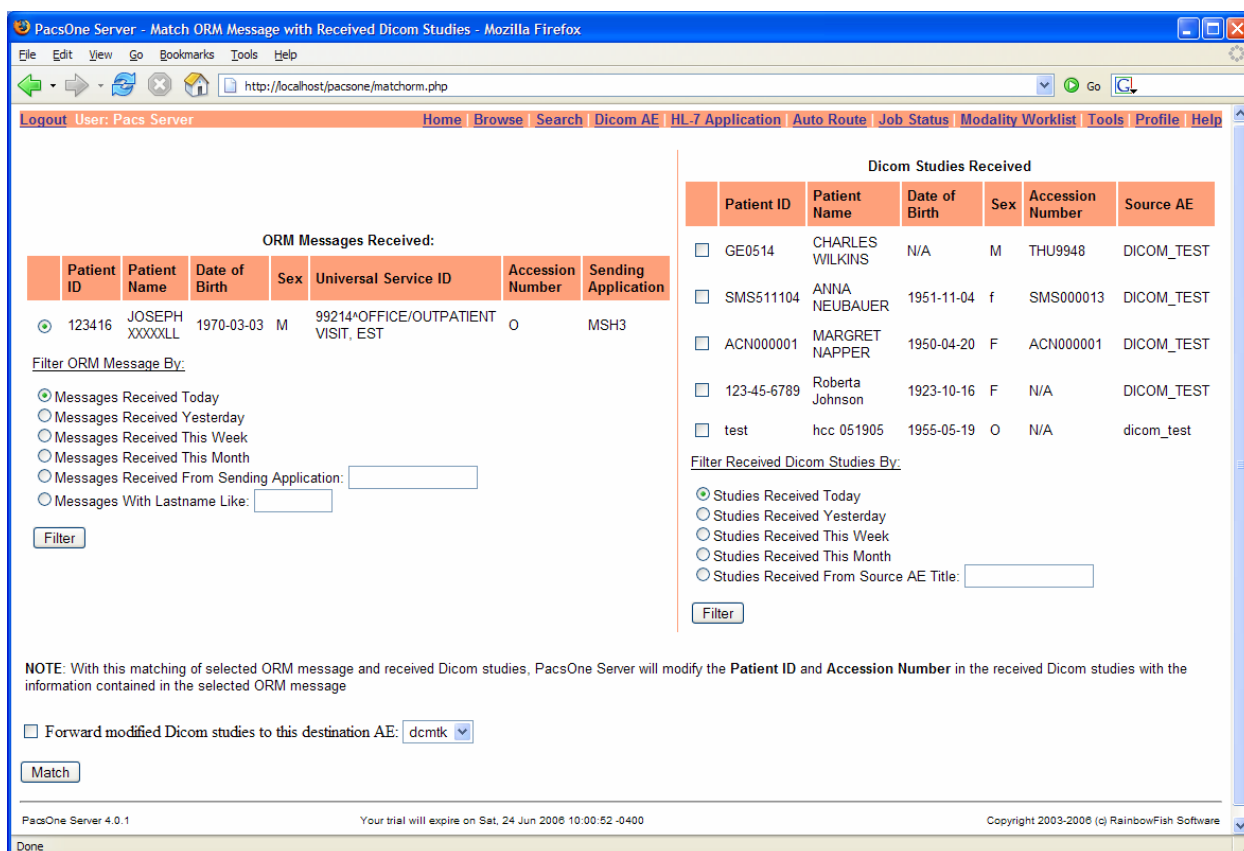 PacsOne Server - Match ORM Message with Received Dicom Studies - Mozilla Firefox
File Edit View Go Bookmarks Tools Help
http://localhost/pacsone/matchorm.php Go G
Logout User: Pacs Server Home | Browse | Search | Dicom AE | HL-7 Application | Auto Route | Job Status | Modality Worklist | Tools | Profile | Help
ORM Messages Received:
Patient ID Patient Name Date of Birth Sex Universal Service ID Accession Number Sending Application
123416 JOSEPH XXXXXLL 1970-03-03 M 99214^OFFICE/OUTPATIENT VISIT, EST O MSH3
Filter ORM Message By:
Messages Received Today
Messages Received Yesterday
Messages Received This Week
Messages Received This Month
Messages Received From Sending Application:
Messages With Lastname Like:
Filter
Dicom Studies Received
Patient ID Patient Name Date of Birth Sex Accession Number Source AE
GE0514 CHARLES WILKINS N/A M THU9948 DICOM_TEST
SMS511104 ANNA NEUBAUER 1951-11-04 f SMS000013 DICOM_TEST
ACN000001 MARGRET NAPPER 1950-04-20 F ACN000001 DICOM_TEST
123-45-6789 Roberta Johnson 1923-10-16 F N/A DICOM_TEST
test hcc 051905 1955-05-19 O N/A dicom_test
Filter Received Dicom Studies By:
Studies Received Today
Studies Received Yesterday
Studies Received This Week
Studies Received This Month
Studies Received From Source AE Title:
Filter
NOTE: With this matching of selected ORM message and received Dicom studies, PacsOne Server will modify the Patient ID and Accession Number in the received Dicom studies with the
information contained in the selected ORM message
Forward modified Dicom studies to this destination AE: dcmtk
Match
PacsOne Server 4.0.1 Your trial will expire on Sat, 24 Jun 2006 10:00:52 -0400 Copyright 2003-2006 (c) RainbowFish Software
Done